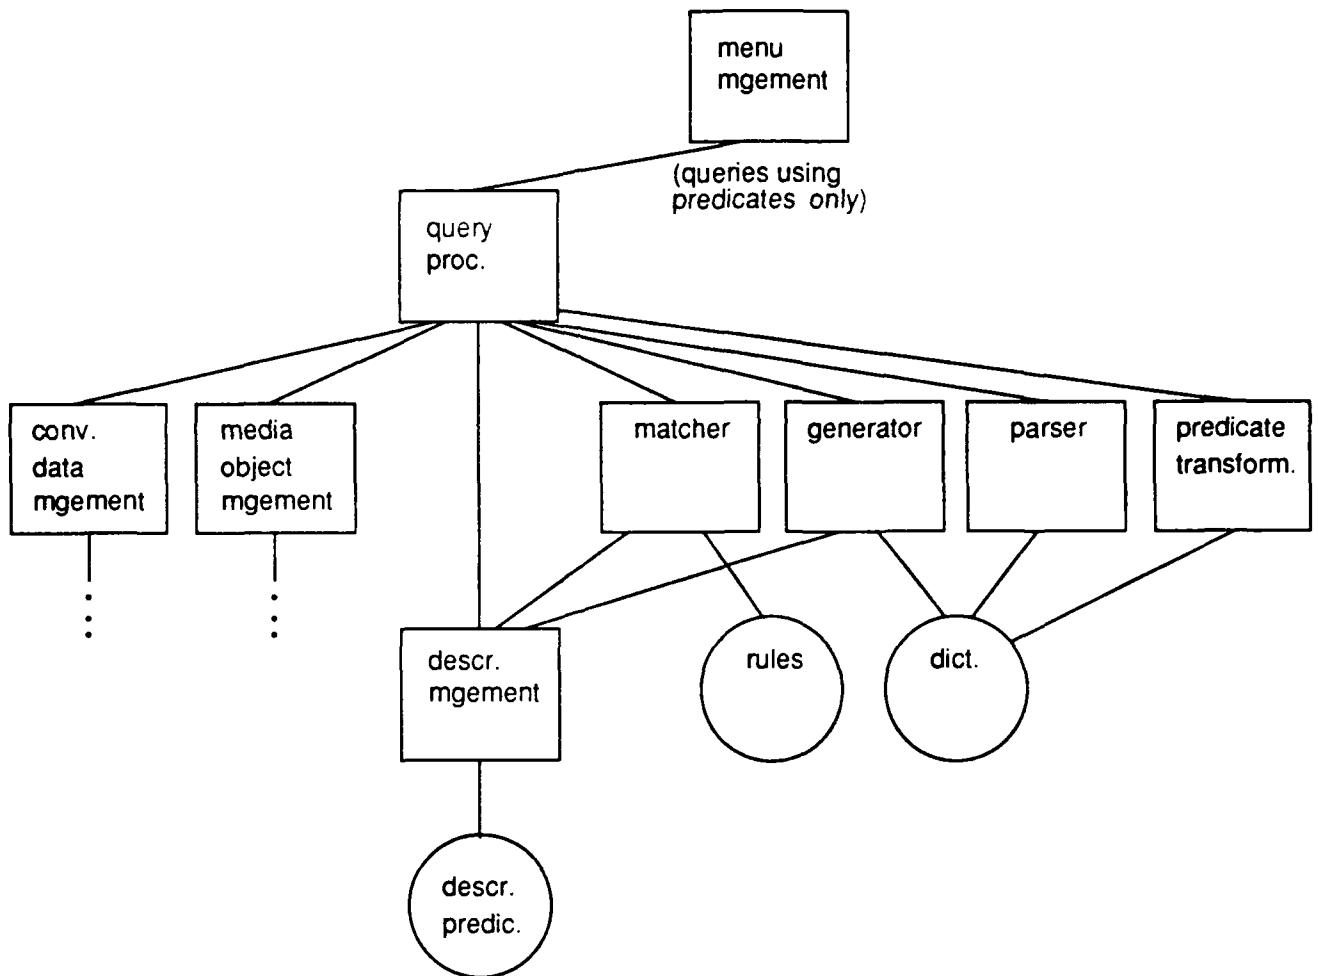 menu
mgement
(queries using
predicates only)
query
proc.
conv.
data
mgement
media
object
mgement
matcher
generator
parser
predicate
transform.
descr.
mgement
rules
dict.
descr.
predic.